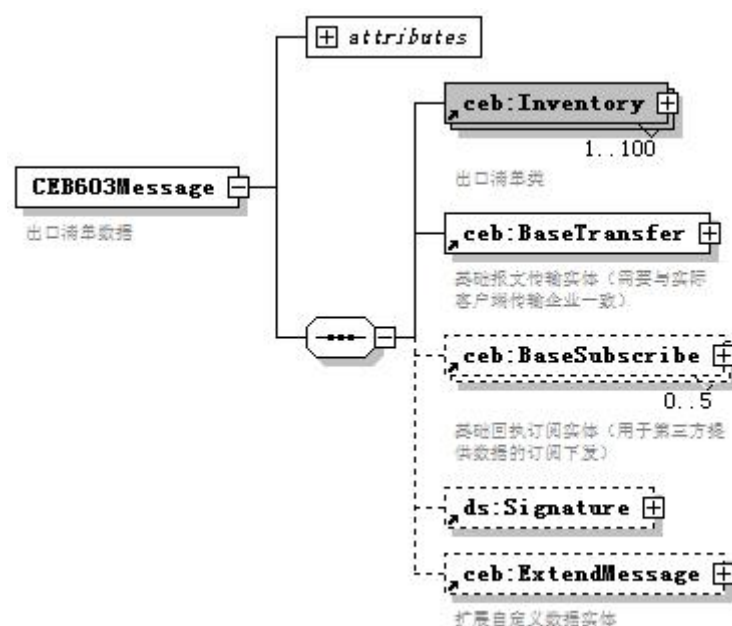 attributes
ceb:Inventory
1..100
出口清单类
CEB603Message
出口清单数据
ceb:BaseTransfer
基础报文传输实体（需要与实际
客户端传输企业一致）
ceb:BaseSubscribe
0..5
基础回执订阅实体（用于第三方提
供数据的订阅下发）
ds:Signature
ceb:ExtendMessage
扩展自定义数据实体